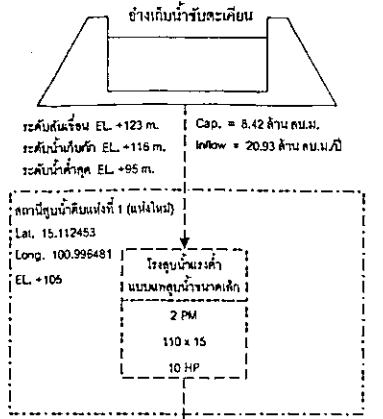 อ่างเก็บน้ำซับตะเคียน
ระดับสันเขื่อน EL. +123 m.
ระดับน้ำเก็บกัก EL. +116 m.
ระดับน้ำต่ำสุด EL. +95 m.
Cap. = 8.42 ล้าน ลบ.ม.
Inflow = 20.93 ล้าน ลบ.ม./ปี
สถานีสูบน้ำดิบแห่งที่ 1 (แห่งใหม่)
Lat. 15.112453
Long. 100.996481
EL. +105
โรงสูบน้ำแรงต่ำ
แบบแพสูบน้ำขนาดเล็ก
2 PM
110 x 15
10 HP